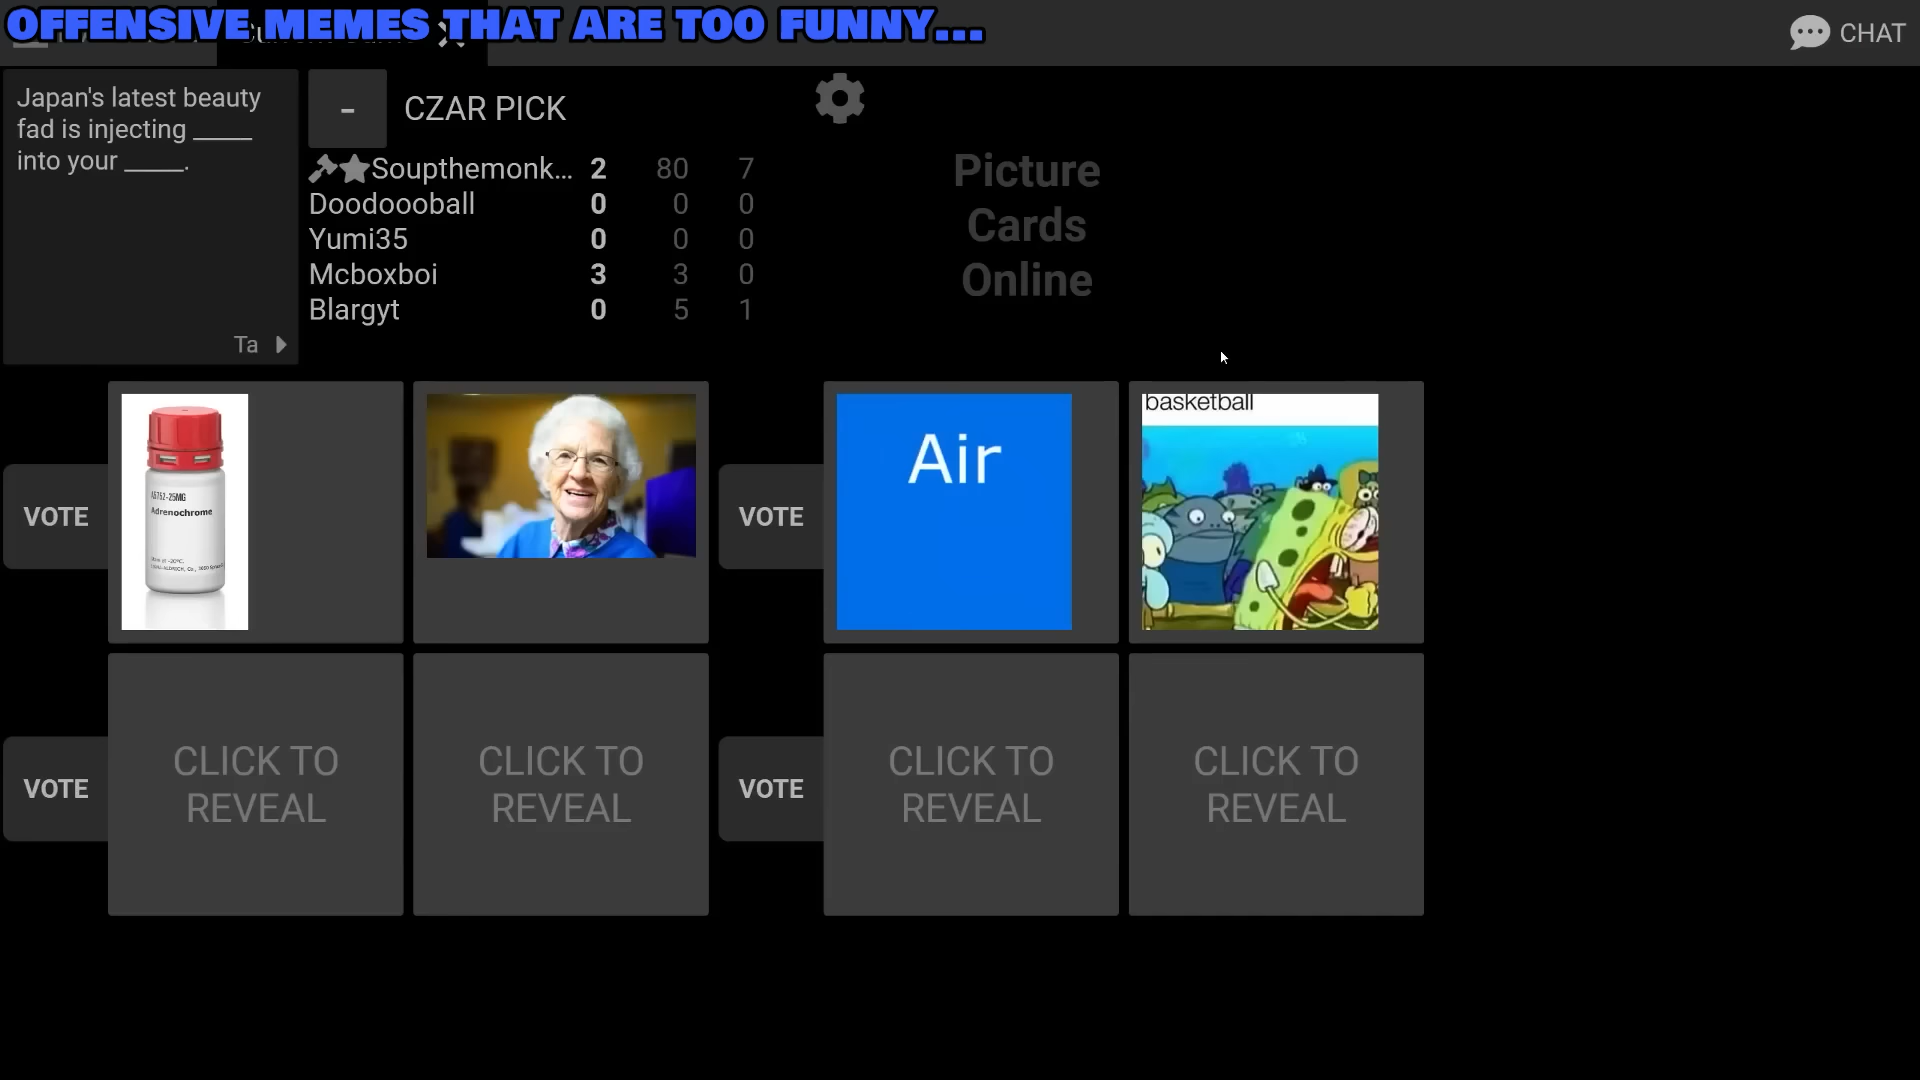 OFFENSIVE MEMES THAT ARE TOO FUNNY...
CHAT
Japan's latest beauty
fad is injecting _____
into your _____.
Ta
-
CZAR PICK
Soupthemonk... 2 80 7
Doodoooball 0 0 0
Yumi35 0 0 0
Mcboxboi 3 3 0
Blargyt 0 5 1
Picture
Cards
Online
VOTE
A5752-25MG
Adrenochrome
VOTE
Air
basketball
VOTE
CLICK TO
REVEAL
CLICK TO
REVEAL
VOTE
CLICK TO
REVEAL
CLICK TO
REVEAL